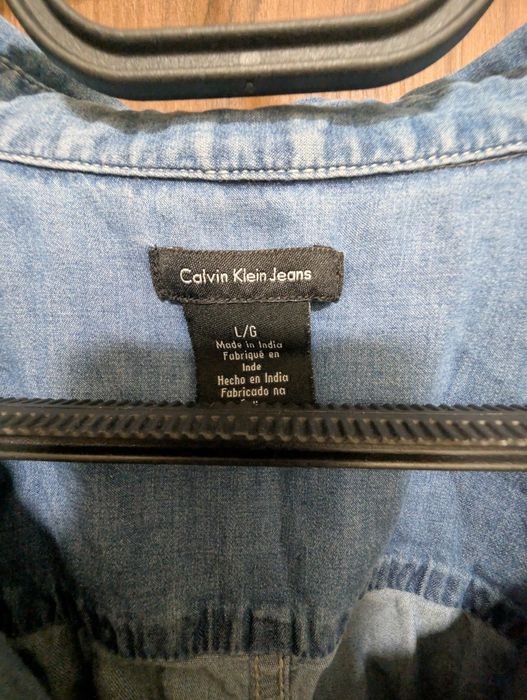 Calvin Klein Jeans
L/G
Made in India
Fabriqué en
Inde
Hecho en India
Fabricado na